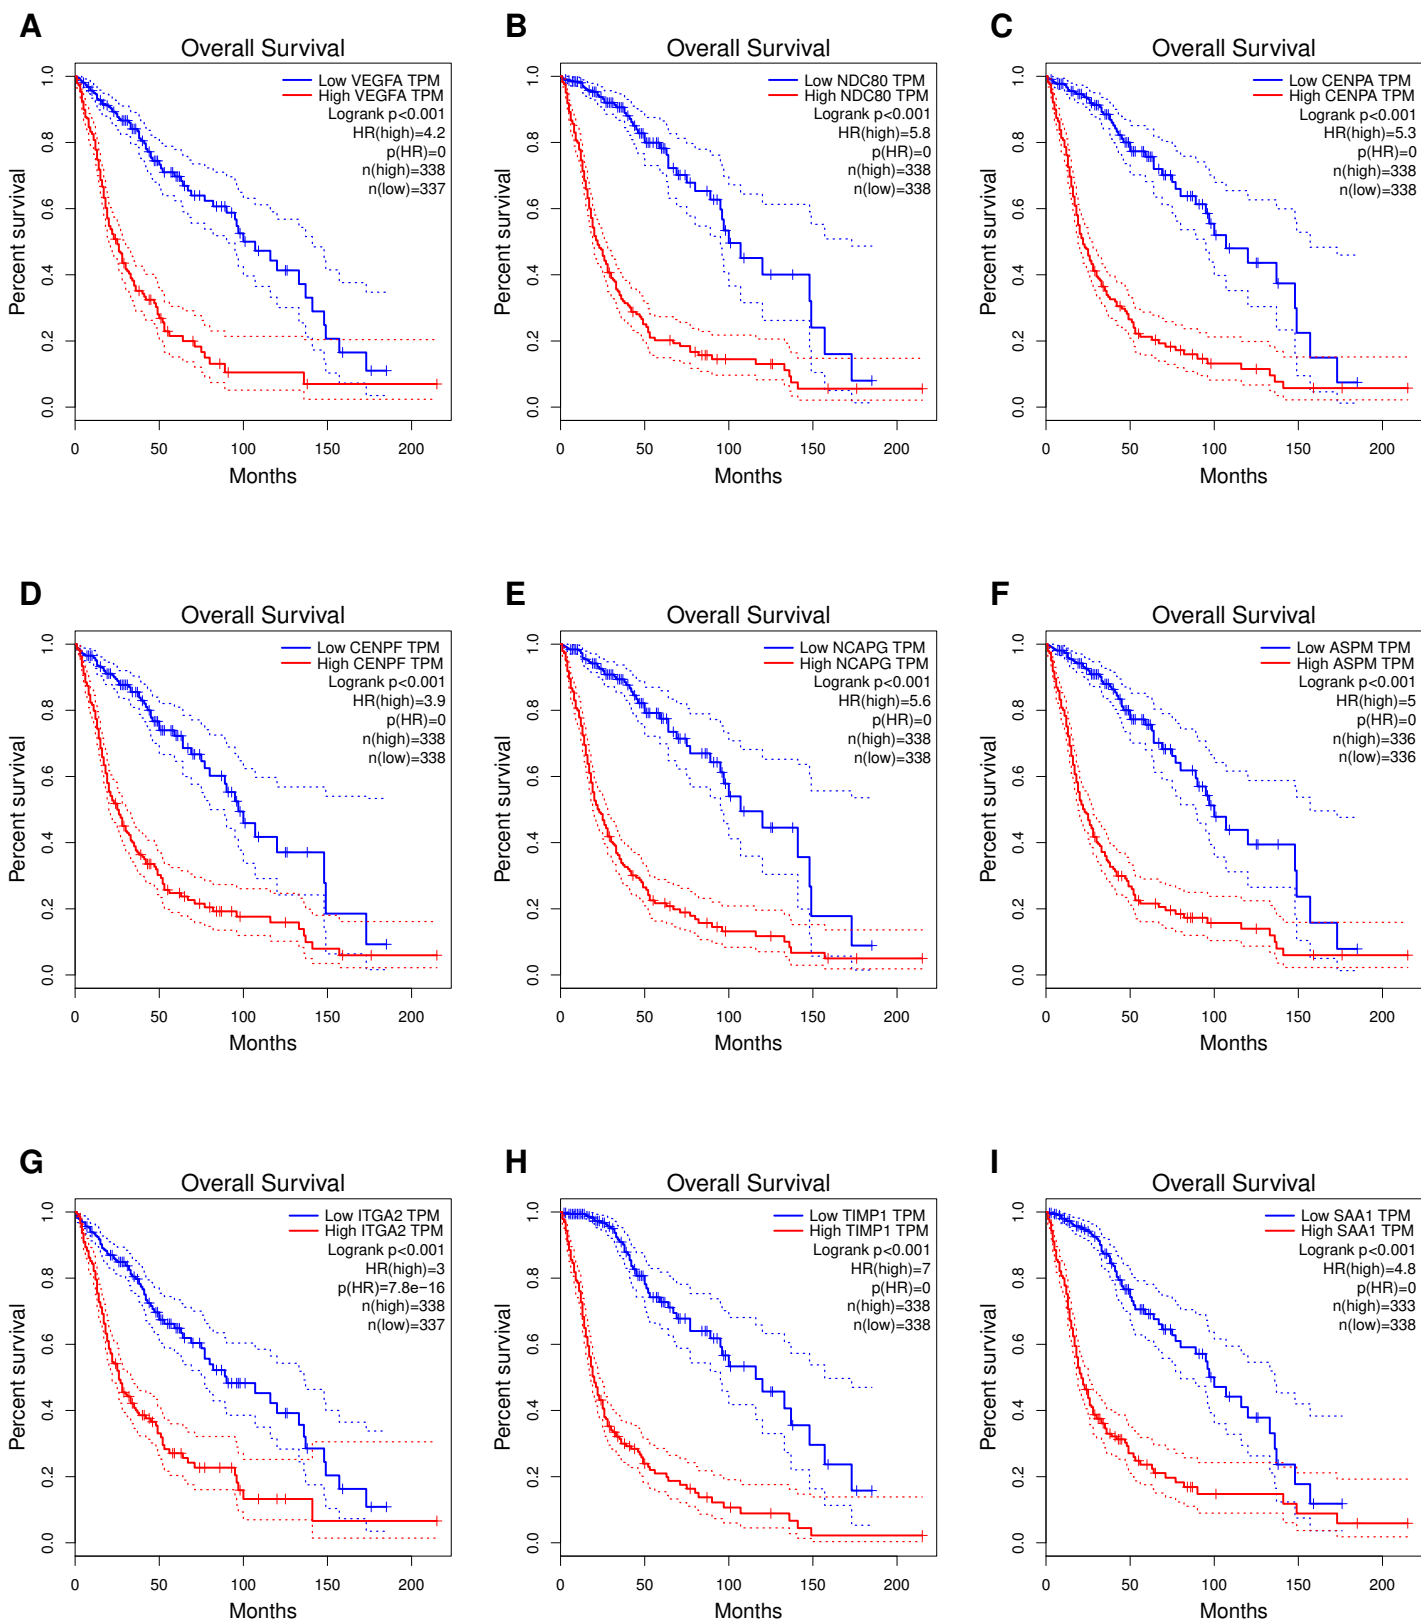 A
Overall Survival
Low VEGFA TPM
High VEGFA TPM
Logrank p<0.001
HR(high)=4.2
p(HR)=0
n(high)=338
n(low)=337
Percent survival
0.0 0.2 0.4 0.6 0.8 1.0
0 50 100 150 200
Months
B
Overall Survival
Low NDC80 TPM
High NDC80 TPM
Logrank p<0.001
HR(high)=5.8
p(HR)=0
n(high)=338
n(low)=338
Percent survival
0.0 0.2 0.4 0.6 0.8 1.0
0 50 100 150 200
Months
C
Overall Survival
Low CENPA TPM
High CENPA TPM
Logrank p<0.001
HR(high)=5.3
p(HR)=0
n(high)=338
n(low)=338
Percent survival
0.0 0.2 0.4 0.6 0.8 1.0
0 50 100 150 200
Months
D
Overall Survival
Low CENPF TPM
High CENPF TPM
Logrank p<0.001
HR(high)=3.9
p(HR)=0
n(high)=338
n(low)=338
Percent survival
0.0 0.2 0.4 0.6 0.8 1.0
0 50 100 150 200
Months
E
Overall Survival
Low NCAPG TPM
High NCAPG TPM
Logrank p<0.001
HR(high)=5.6
p(HR)=0
n(high)=338
n(low)=338
Percent survival
0.0 0.2 0.4 0.6 0.8 1.0
0 50 100 150 200
Months
F
Overall Survival
Low ASPM TPM
High ASPM TPM
Logrank p<0.001
HR(high)=5
p(HR)=0
n(high)=336
n(low)=336
Percent survival
0.0 0.2 0.4 0.6 0.8 1.0
0 50 100 150 200
Months
G
Overall Survival
Low ITGA2 TPM
High ITGA2 TPM
Logrank p<0.001
HR(high)=3
p(HR)=7.8e−16
n(high)=338
n(low)=337
Percent survival
0.0 0.2 0.4 0.6 0.8 1.0
0 50 100 150 200
Months
H
Overall Survival
Low TIMP1 TPM
High TIMP1 TPM
Logrank p<0.001
HR(high)=7
p(HR)=0
n(high)=338
n(low)=338
Percent survival
0.0 0.2 0.4 0.6 0.8 1.0
0 50 100 150 200
Months
I
Overall Survival
Low SAA1 TPM
High SAA1 TPM
Logrank p<0.001
HR(high)=4.8
p(HR)=0
n(high)=333
n(low)=338
Percent survival
0.0 0.2 0.4 0.6 0.8 1.0
0 50 100 150 200
Months